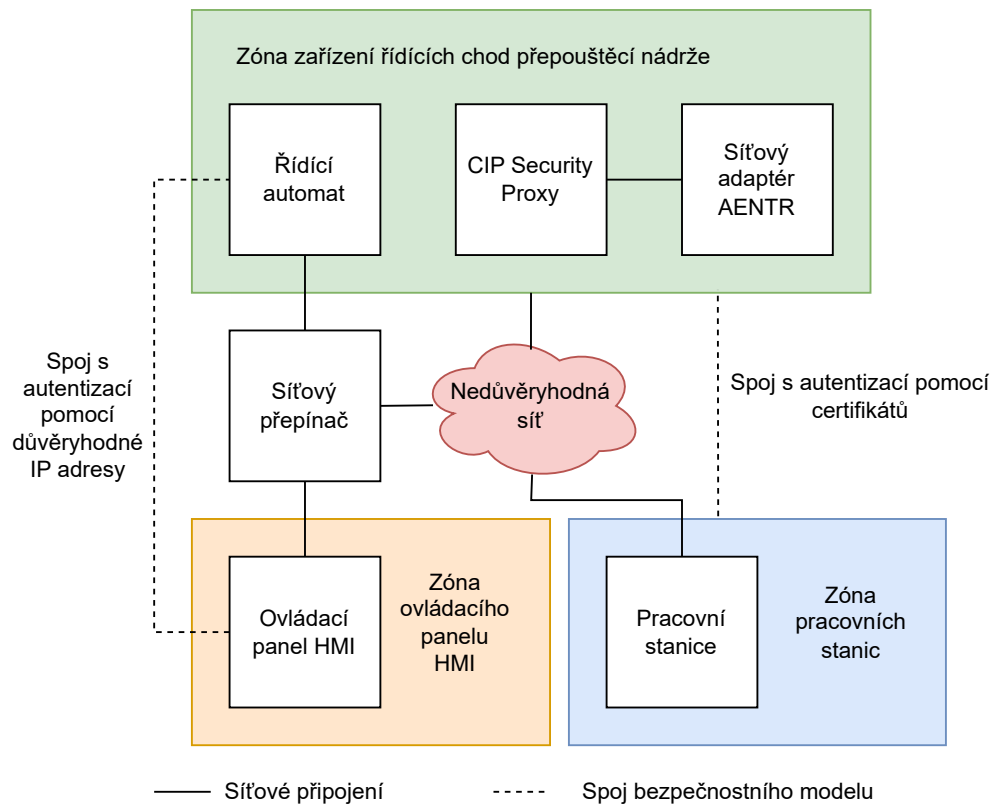 Zóna zařízení řídících chod přepouštěcí nádrže
Řídící
automat
CIP Security
Proxy
Síťový
adaptér
AENTR
Spoj s
autentizací
pomocí
důvěryhodné
IP adresy
Síťový
přepínač
Nedůvěryhodná
síť
Spoj s autentizací pomocí
certifikátů
Ovládací
panel HMI
Zóna
ovládacího
panelu
HMI
Pracovní
stanice
Zóna
pracovních
stanic
Síťové připojení
Spoj bezpečnostního modelu